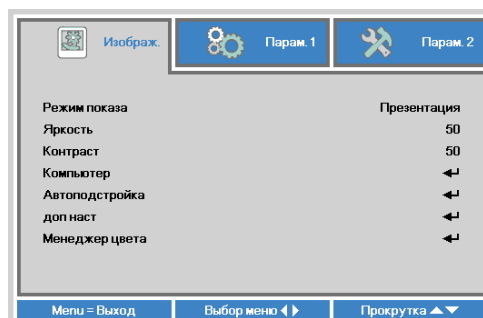 Изображ. Парам. 1 Парам. 2
Режим показа Презентация
Яркость 50
Контраст 50
Компьютер
Автоподстройка
доп наст
Менеджер цвета
Menu = Выход Выбор меню Прокрутка